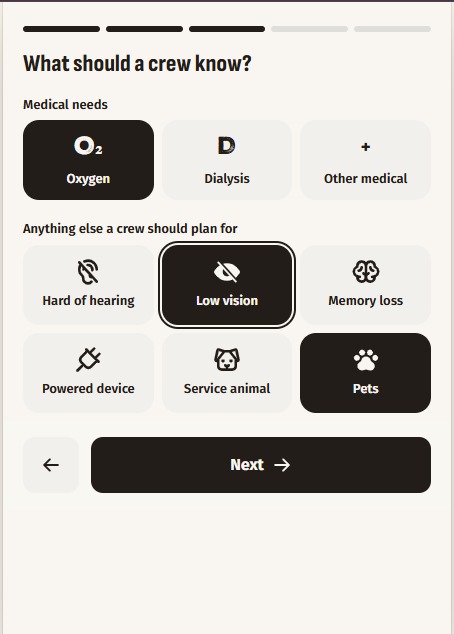 What should a crew know?
Medical needs
O₂
D
+
Oxygen
Dialysis
Other medical
Anything else a crew should plan for
Hard of hearing
Low vision
Memory loss
Powered device
Service animal
Pets
Next